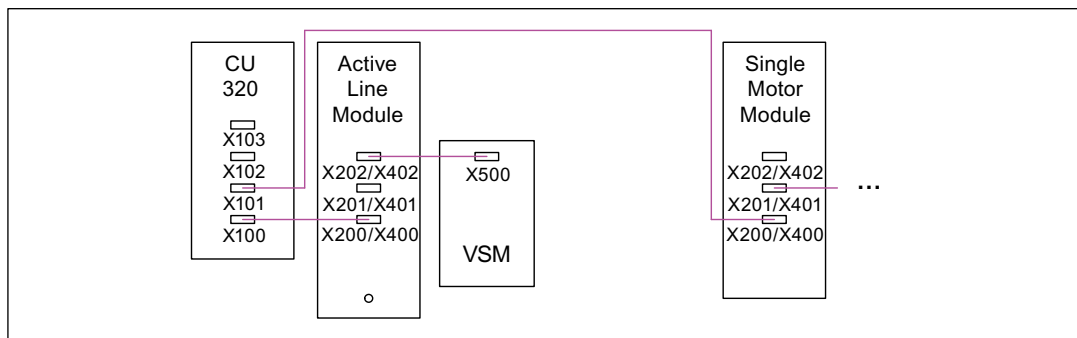 CU
320
X103
X102
X101
X100
Active
Line
Module
X202/X402
X201/X401
X200/X400
X500
VSM
Single
Motor
Module
X202/X402
X201/X401
X200/X400
...